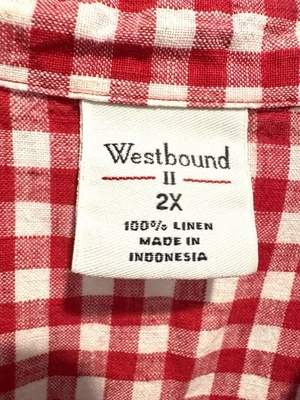 Westbound
II
2X
100% LINEN
MADE IN
INDONESIA